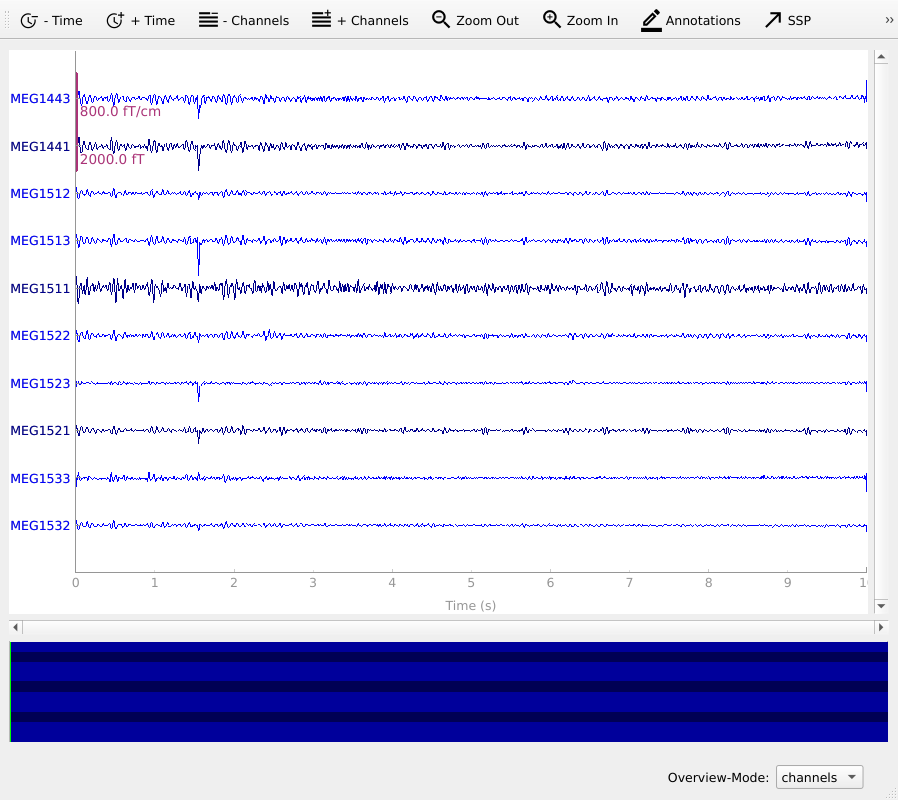 - Time + Time - Channels + Channels Zoom Out Zoom In Annotations SSP »
MEG1443
800.0 fT/cm
MEG1441
2000.0 fT
MEG1512
MEG1513
MEG1511
MEG1522
MEG1523
MEG1521
MEG1533
MEG1532
0 1 2 3 4 5 6 7 8 9 1
Time (s)
Overview-Mode: channels